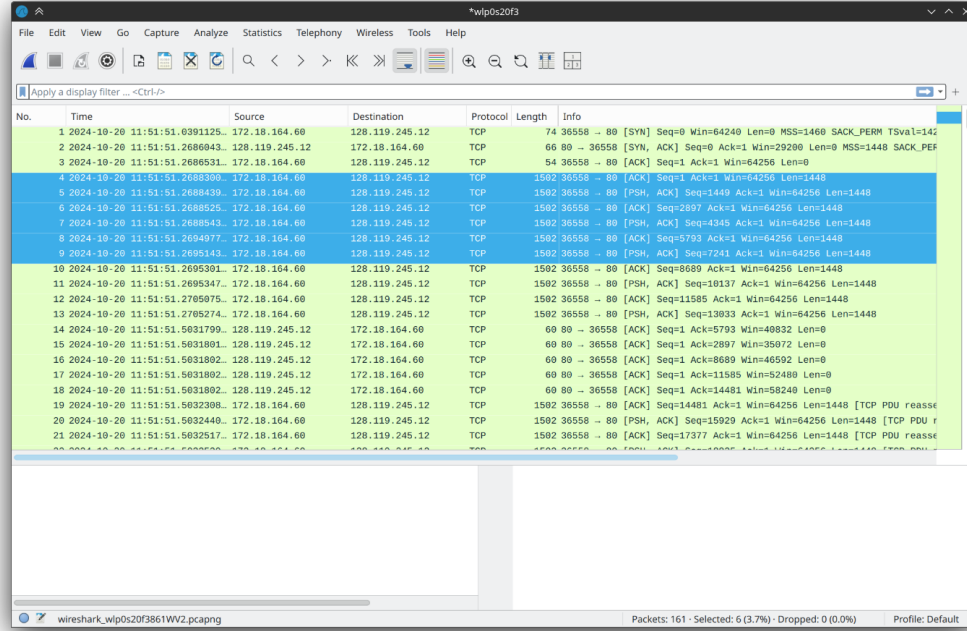 *wlp0s20f3
File Edit View Go Capture Analyze Statistics Telephony Wireless Tools Help
Apply a display filter ... <Ctrl-/>
No. Time Source Destination Protocol Length Info
1 2024-10-20 11:51:51.0391125… 172.18.164.60 128.119.245.12 TCP 74 36558 → 80 [SYN] Seq=0 Win=64240 Len=0 MSS=1460 SACK_PERM TSval=142
2 2024-10-20 11:51:51.2686043… 128.119.245.12 172.18.164.60 TCP 66 80 → 36558 [SYN, ACK] Seq=0 Ack=1 Win=29200 Len=0 MSS=1448 SACK_PER
3 2024-10-20 11:51:51.2686531… 172.18.164.60 128.119.245.12 TCP 54 36558 → 80 [ACK] Seq=1 Ack=1 Win=64256 Len=0
4 2024-10-20 11:51:51.2688300… 172.18.164.60 128.119.245.12 TCP 1502 36558 → 80 [ACK] Seq=1 Ack=1 Win=64256 Len=1448
5 2024-10-20 11:51:51.2688439… 172.18.164.60 128.119.245.12 TCP 1502 36558 → 80 [PSH, ACK] Seq=1449 Ack=1 Win=64256 Len=1448
6 2024-10-20 11:51:51.2688525… 172.18.164.60 128.119.245.12 TCP 1502 36558 → 80 [ACK] Seq=2897 Ack=1 Win=64256 Len=1448
7 2024-10-20 11:51:51.2688543… 172.18.164.60 128.119.245.12 TCP 1502 36558 → 80 [PSH, ACK] Seq=4345 Ack=1 Win=64256 Len=1448
8 2024-10-20 11:51:51.2694977… 172.18.164.60 128.119.245.12 TCP 1502 36558 → 80 [ACK] Seq=5793 Ack=1 Win=64256 Len=1448
9 2024-10-20 11:51:51.2695143… 172.18.164.60 128.119.245.12 TCP 1502 36558 → 80 [PSH, ACK] Seq=7241 Ack=1 Win=64256 Len=1448
10 2024-10-20 11:51:51.2695301… 172.18.164.60 128.119.245.12 TCP 1502 36558 → 80 [ACK] Seq=8689 Ack=1 Win=64256 Len=1448
11 2024-10-20 11:51:51.2695347… 172.18.164.60 128.119.245.12 TCP 1502 36558 → 80 [PSH, ACK] Seq=10137 Ack=1 Win=64256 Len=1448
12 2024-10-20 11:51:51.2705075… 172.18.164.60 128.119.245.12 TCP 1502 36558 → 80 [ACK] Seq=11585 Ack=1 Win=64256 Len=1448
13 2024-10-20 11:51:51.2705274… 172.18.164.60 128.119.245.12 TCP 1502 36558 → 80 [PSH, ACK] Seq=13033 Ack=1 Win=64256 Len=1448
14 2024-10-20 11:51:51.5031799… 128.119.245.12 172.18.164.60 TCP 60 80 → 36558 [ACK] Seq=1 Ack=5793 Win=40832 Len=0
15 2024-10-20 11:51:51.5031801… 128.119.245.12 172.18.164.60 TCP 60 80 → 36558 [ACK] Seq=1 Ack=2897 Win=35072 Len=0
16 2024-10-20 11:51:51.5031802… 128.119.245.12 172.18.164.60 TCP 60 80 → 36558 [ACK] Seq=1 Ack=8689 Win=46592 Len=0
17 2024-10-20 11:51:51.5031802… 128.119.245.12 172.18.164.60 TCP 60 80 → 36558 [ACK] Seq=1 Ack=11585 Win=52480 Len=0
18 2024-10-20 11:51:51.5031802… 128.119.245.12 172.18.164.60 TCP 60 80 → 36558 [ACK] Seq=1 Ack=14481 Win=58240 Len=0
19 2024-10-20 11:51:51.5032308… 172.18.164.60 128.119.245.12 TCP 1502 36558 → 80 [ACK] Seq=14481 Ack=1 Win=64256 Len=1448 [TCP PDU reasse
20 2024-10-20 11:51:51.5032440… 172.18.164.60 128.119.245.12 TCP 1502 36558 → 80 [PSH, ACK] Seq=15929 Ack=1 Win=64256 Len=1448 [TCP PDU r
21 2024-10-20 11:51:51.5032517… 172.18.164.60 128.119.245.12 TCP 1502 36558 → 80 [ACK] Seq=17377 Ack=1 Win=64256 Len=1448 [TCP PDU reasse
wireshark_wlp0s20f3861WV2.pcapng Packets: 161 · Selected: 6 (3.7%) · Dropped: 0 (0.0%) Profile: Default